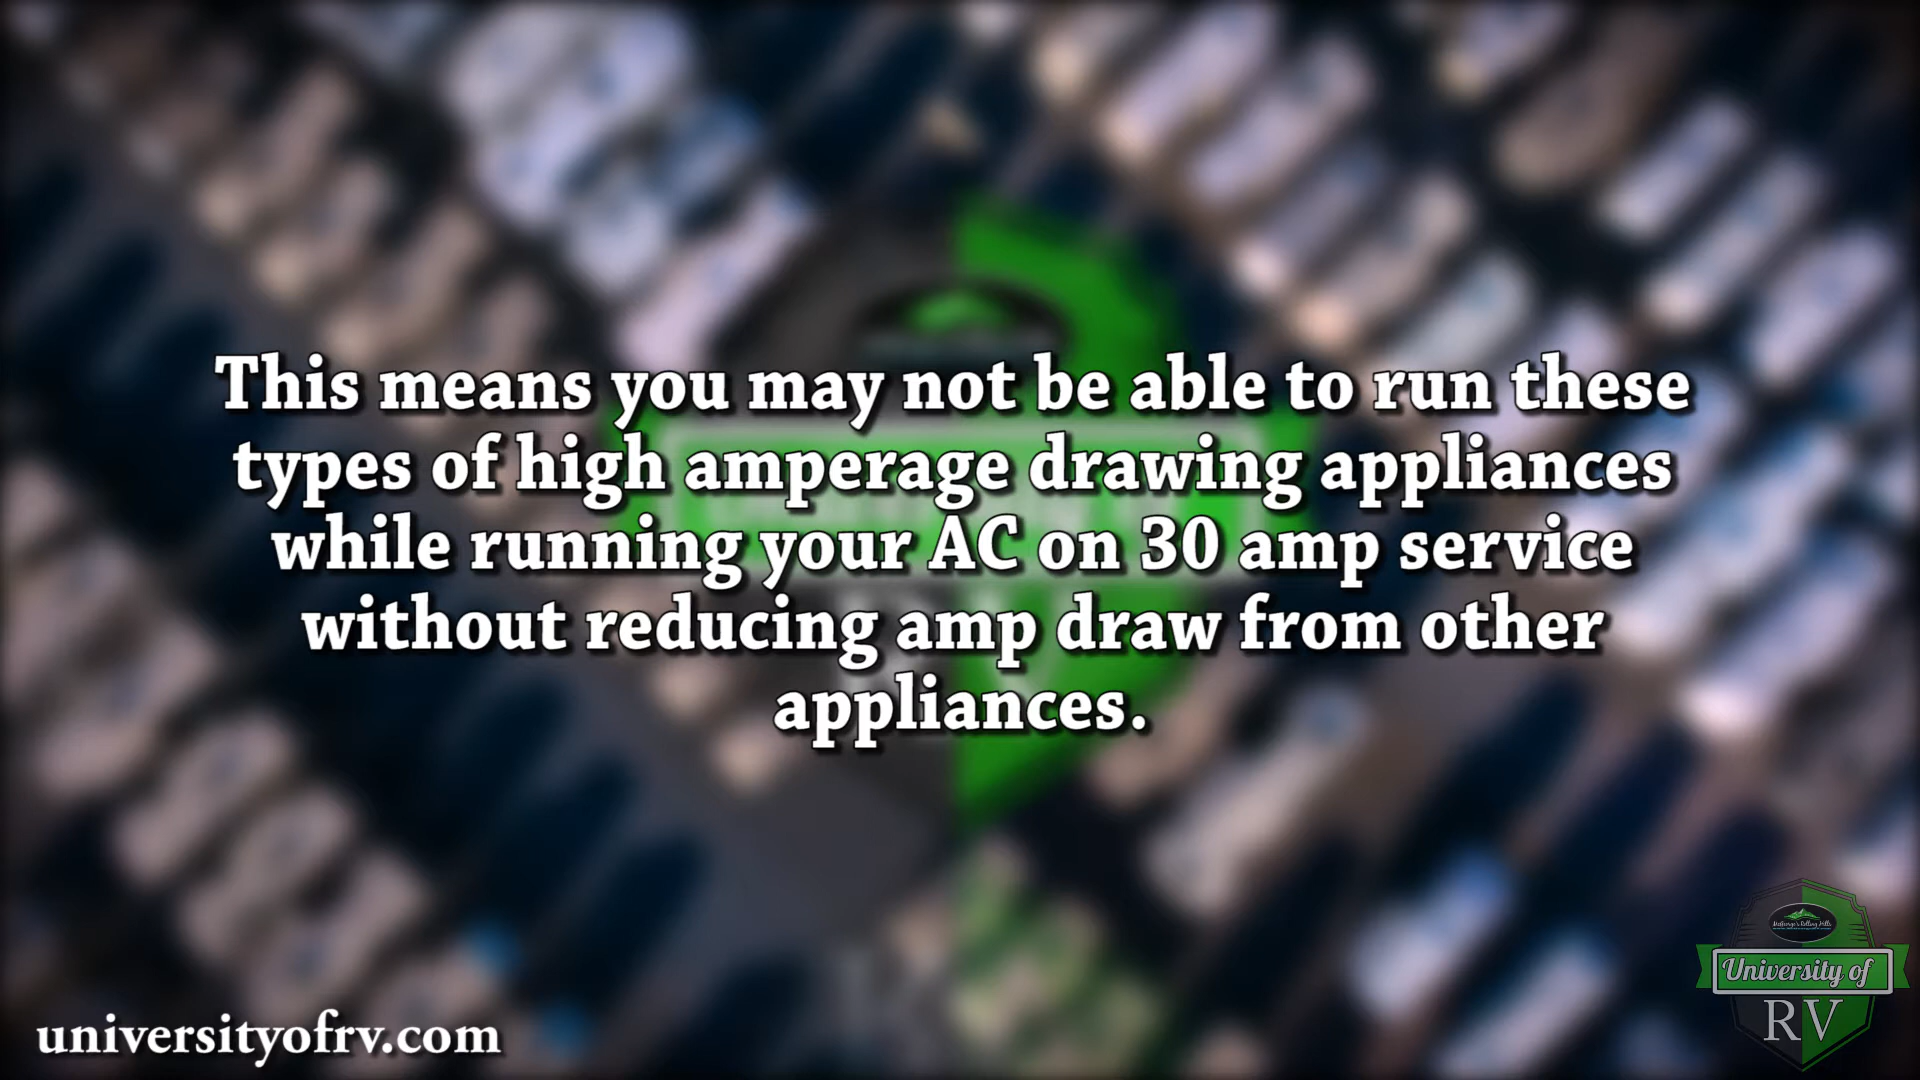 This means you may not be able to run these
types of high amperage drawing appliances
while running your AC on 30 amp service
without reducing amp draw from other
appliances.
universityofrv.com
University of
RV